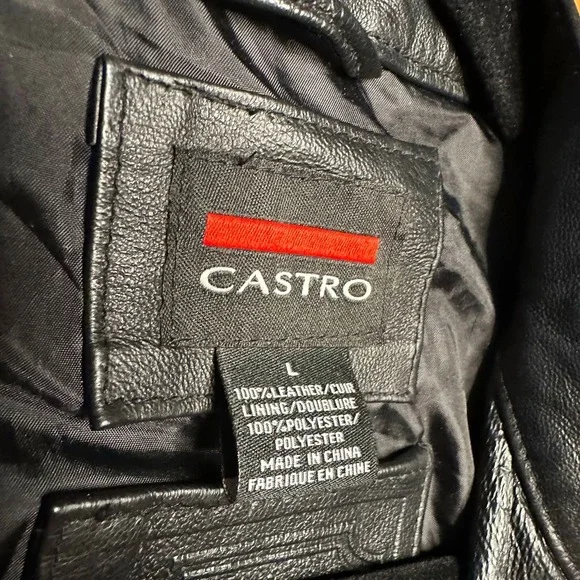 CASTRO
L
100%LEATHER/CUIR
LINING/DOUBLURE
100%POLYESTER/
POLYESTER
MADE IN CHINA
FABRIQUE EN CHINE